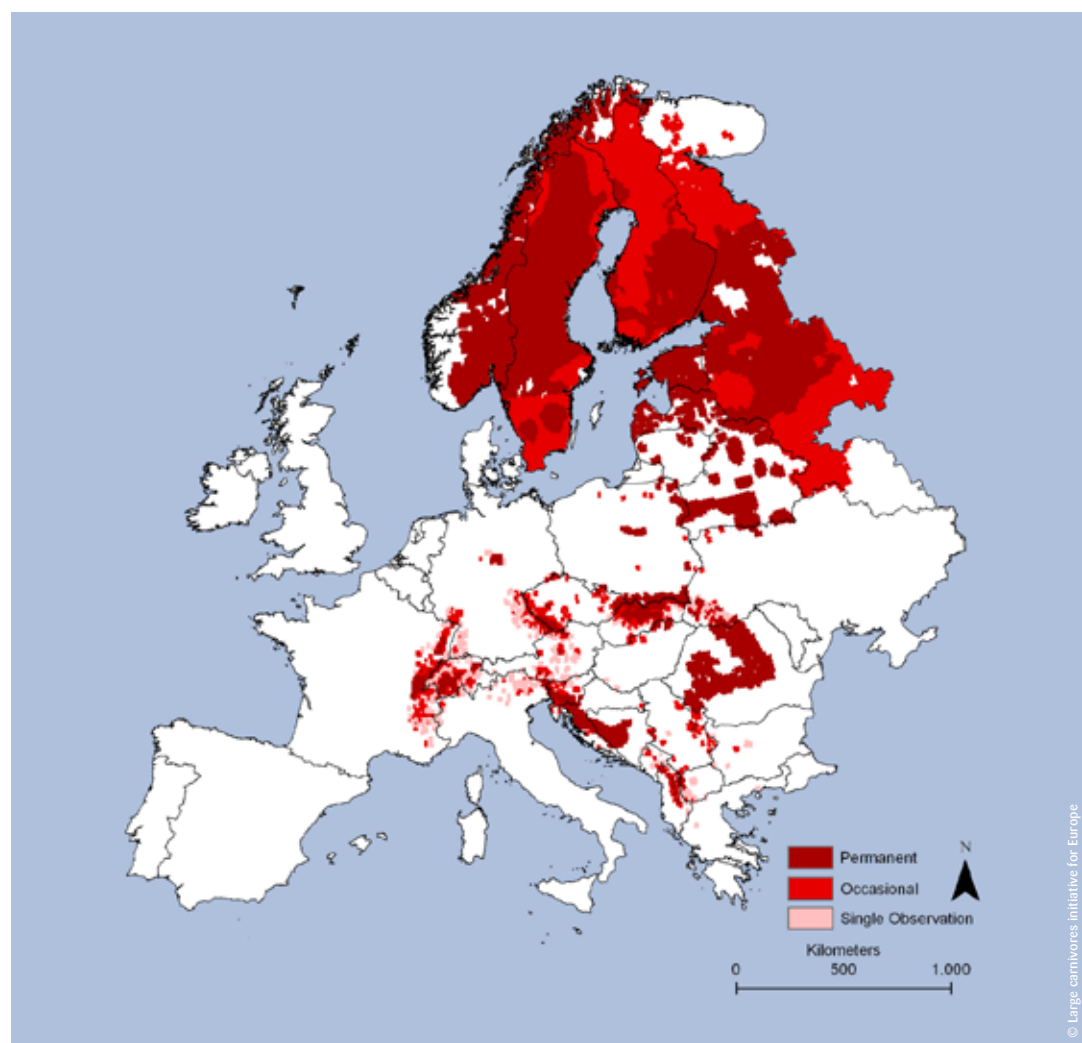 N
Permanent
Occasional
Single Observation
Kilometers
0 500 1.000
© Large carnivores initiative for Europe